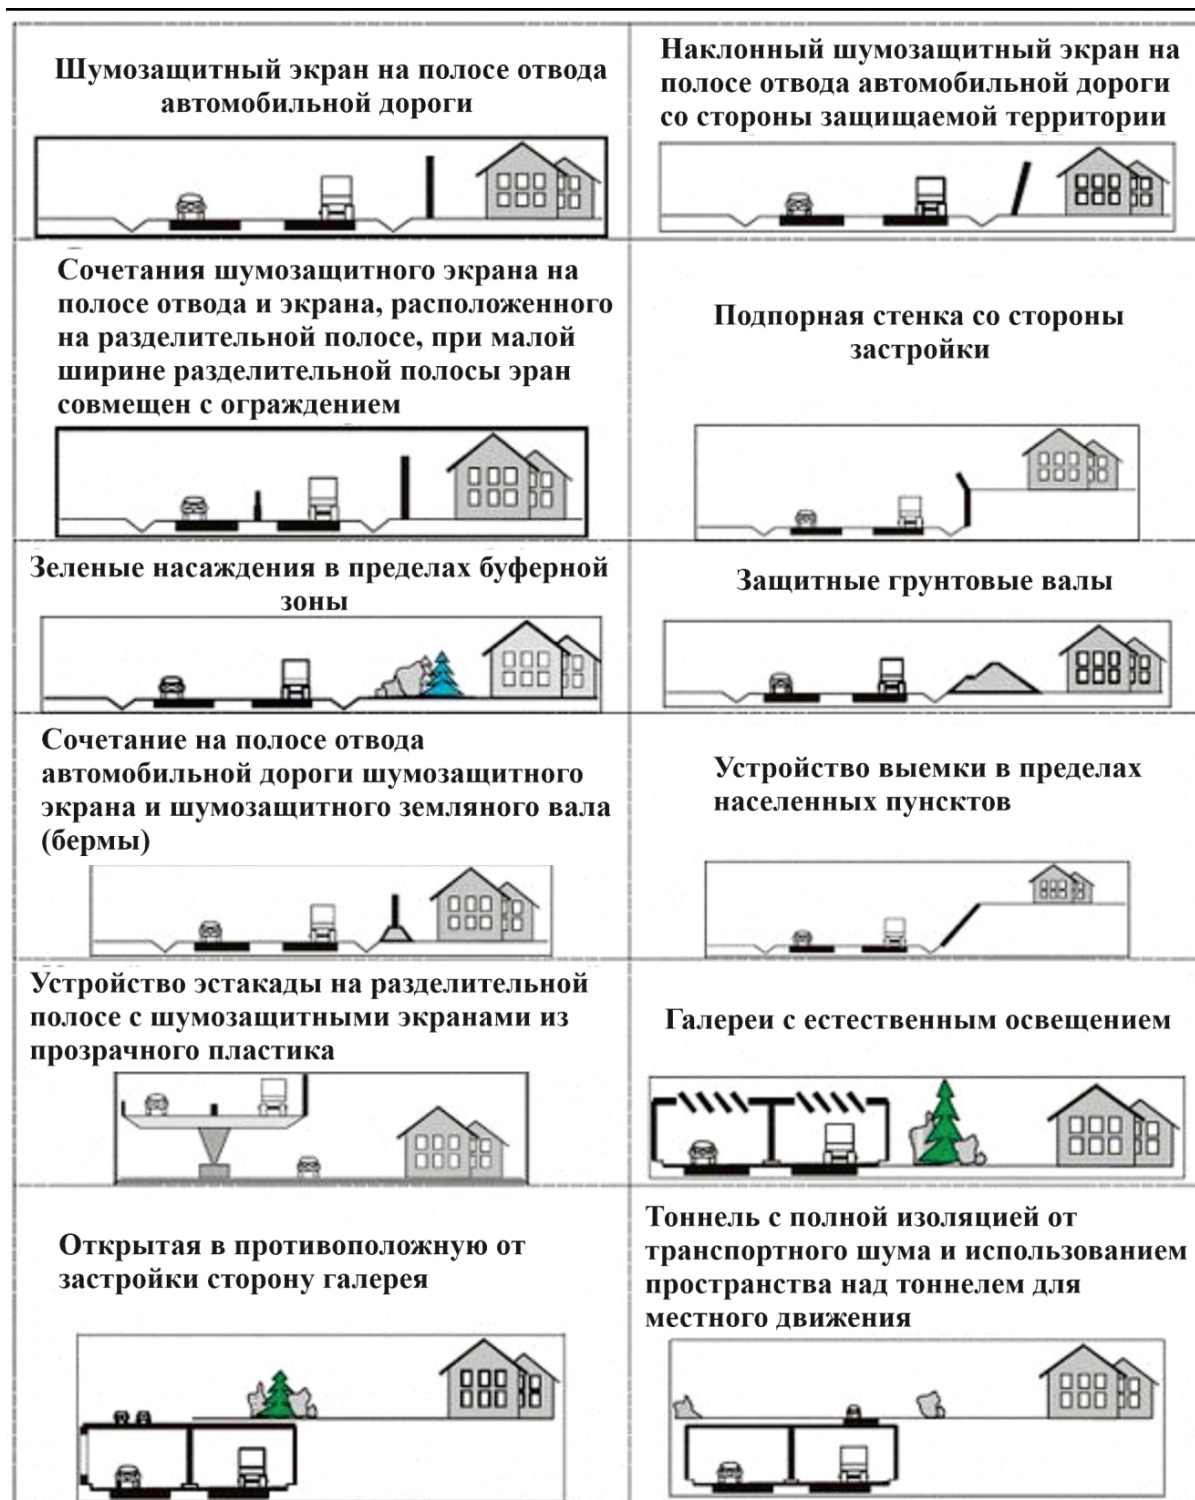 Шумозащитный экран на полосе отвода
автомобильной дороги
Наклонный шумозащитный экран на
полосе отвода автомобильной дороги
со стороны защищаемой территории
Сочетания шумозащитного экрана на
полосе отвода и экрана, расположенного
на разделительной полосе, при малой
ширине разделительной полосы эран
совмещен с ограждением
Подпорная стенка со стороны
застройки
Зеленые насаждения в пределах буферной
зоны
Защитные грунтовые валы
Сочетание на полосе отвода
автомобильной дороги шумозащитного
экрана и шумозащитного земляного вала
(бермы)
Устройство выемки в пределах
населенных пунсктов
Устройство эстакады на разделительной
полосе с шумозащитными экранами из
прозрачного пластика
Галереи с естественным освещением
Открытая в противоположную от
застройки сторону галерея
Тоннель с полной изоляцией от
транспортного шума и использованием
пространства над тоннелем для
местного движения